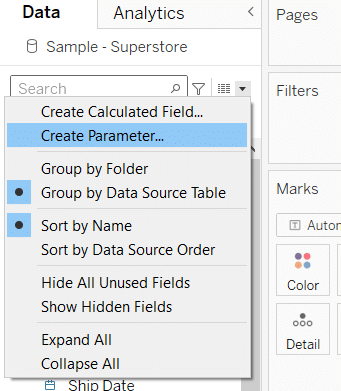 Data
Analytics
Pages
Sample - Superstore
Search
Filters
Create Calculated Field...
Create Parameter...
Group by Folder
Group by Data Source Table
Sort by Name
Sort by Data Source Order
Hide All Unused Fields
Show Hidden Fields
Expand All
Collapse All
Ship Date
Marks
T
Color
Detail